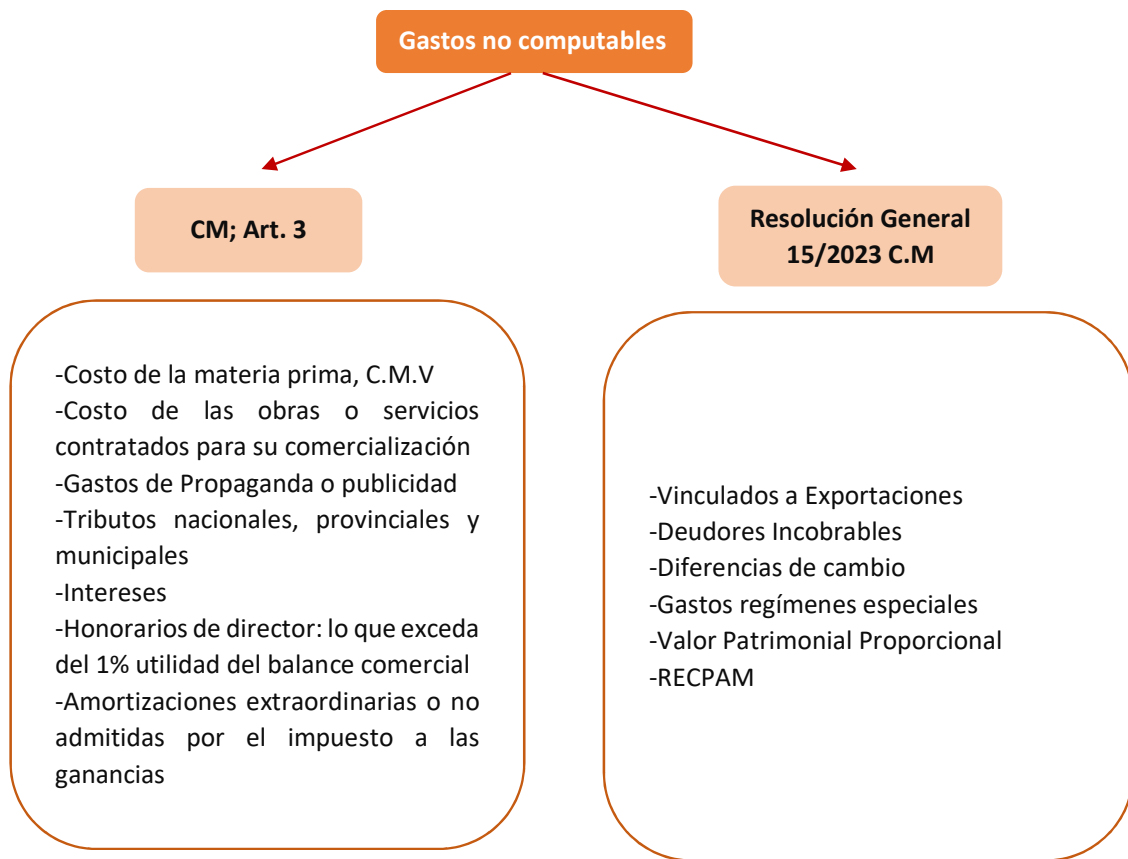 Gastos no computables
CM; Art. 3
-Costo de la materia prima, C.M.V
-Costo de las obras o servicios
contratados para su comercialización
-Gastos de Propaganda o publicidad
-Tributos nacionales, provinciales y
municipales
-Intereses
-Honorarios de director: lo que exceda
del 1% utilidad del balance comercial
-Amortizaciones extraordinarias o no
admitidas por el impuesto a las
ganancias
Resolución General
15/2023 C.M
-Vinculados a Exportaciones
-Deudores Incobrables
-Diferencias de cambio
-Gastos regímenes especiales
-Valor Patrimonial Proporcional
-RECPAM